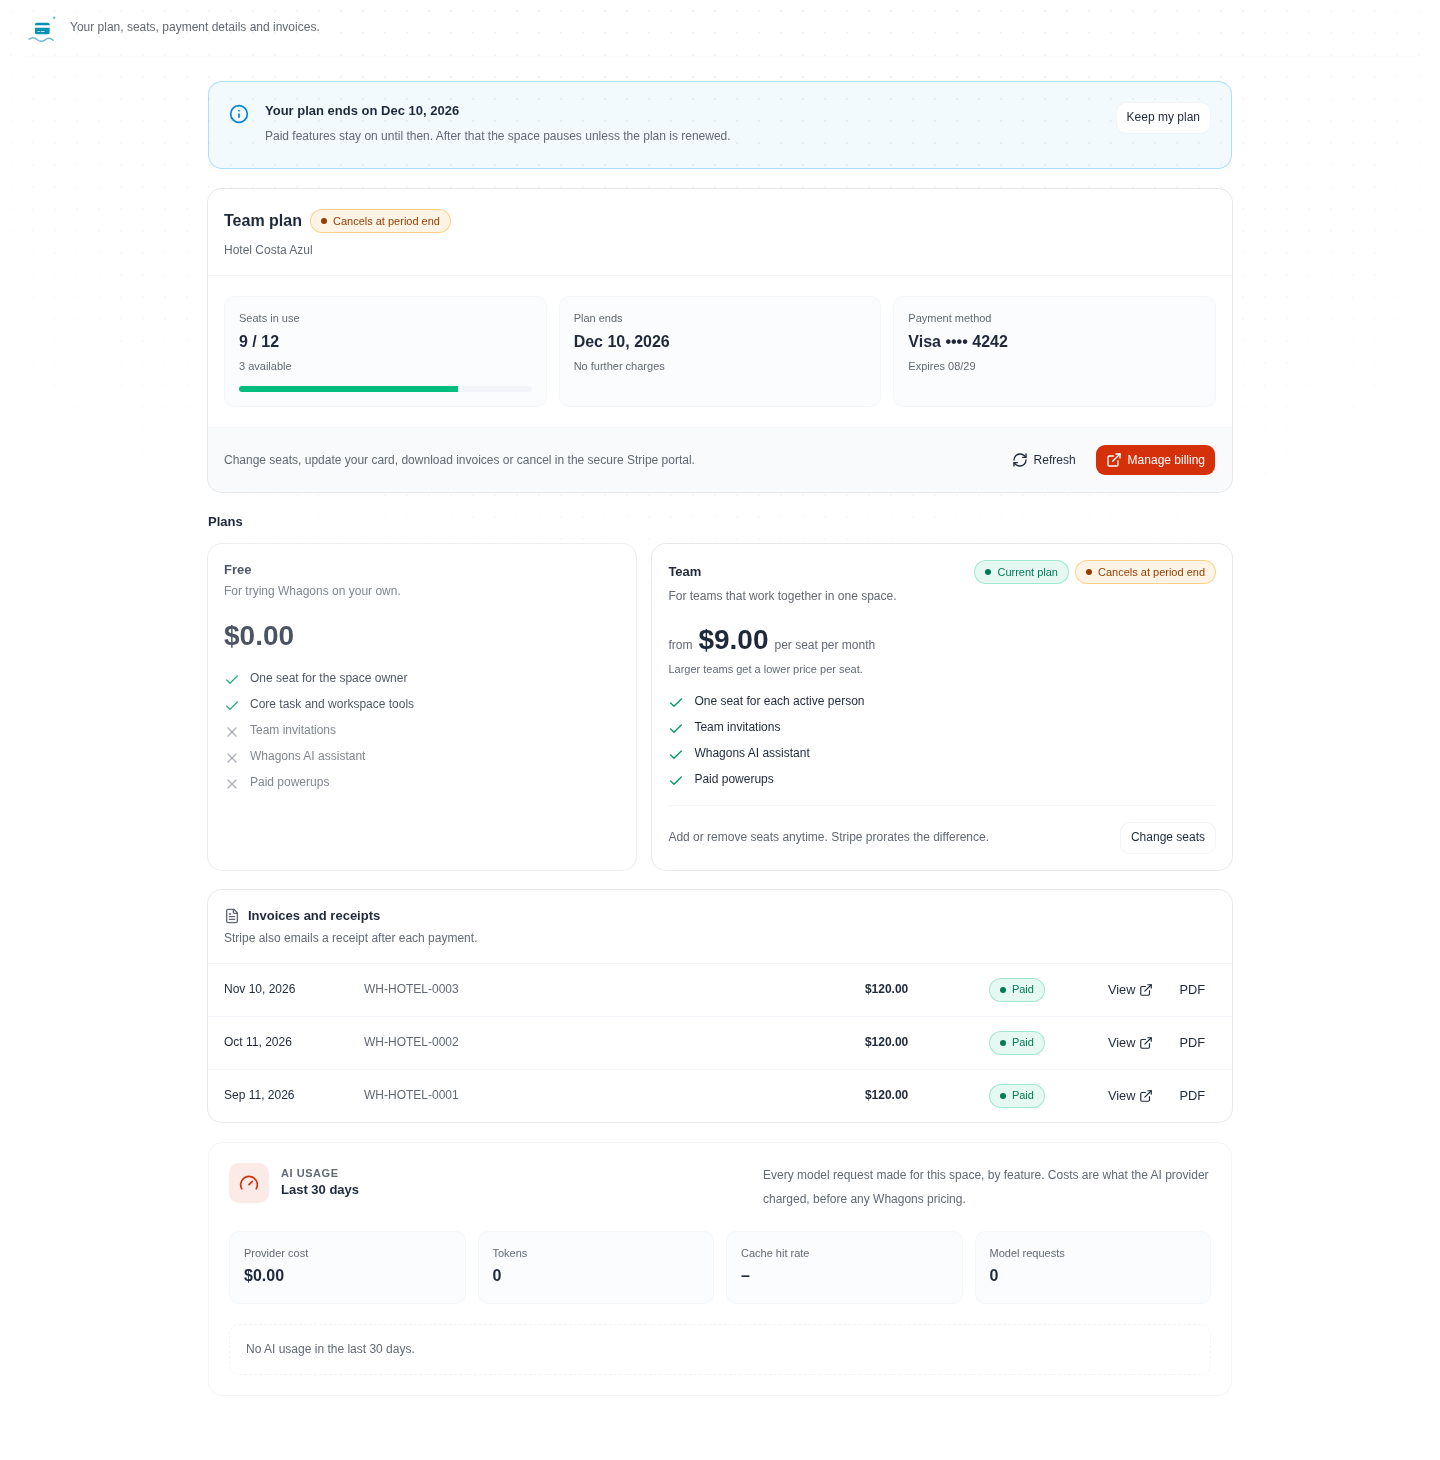 Your plan, seats, payment details and invoices.
Your plan ends on Dec 10, 2026
Paid features stay on until then. After that the space pauses unless the plan is renewed.
Keep my plan
Team plan
Cancels at period end
Hotel Costa Azul
Seats in use
9 / 12
3 available
Plan ends
Dec 10, 2026
No further charges
Payment method
Visa •••• 4242
Expires 08/29
Change seats, update your card, download invoices or cancel in the secure Stripe portal.
Refresh
Manage billing
Plans
Free
For trying Whagons on your own.
$0.00
One seat for the space owner
Core task and workspace tools
Team invitations
Whagons AI assistant
Paid powerups
Team
Current plan
Cancels at period end
For teams that work together in one space.
from $9.00 per seat per month
Larger teams get a lower price per seat.
One seat for each active person
Team invitations
Whagons AI assistant
Paid powerups
Add or remove seats anytime. Stripe prorates the difference.
Change seats
Invoices and receipts
Stripe also emails a receipt after each payment.
Nov 10, 2026 WH-HOTEL-0003 $120.00 Paid View PDF
Oct 11, 2026 WH-HOTEL-0002 $120.00 Paid View PDF
Sep 11, 2026 WH-HOTEL-0001 $120.00 Paid View PDF
AI USAGE
Last 30 days
Every model request made for this space, by feature. Costs are what the AI provider
charged, before any Whagons pricing.
Provider cost
$0.00
Tokens
0
Cache hit rate
–
Model requests
0
No AI usage in the last 30 days.